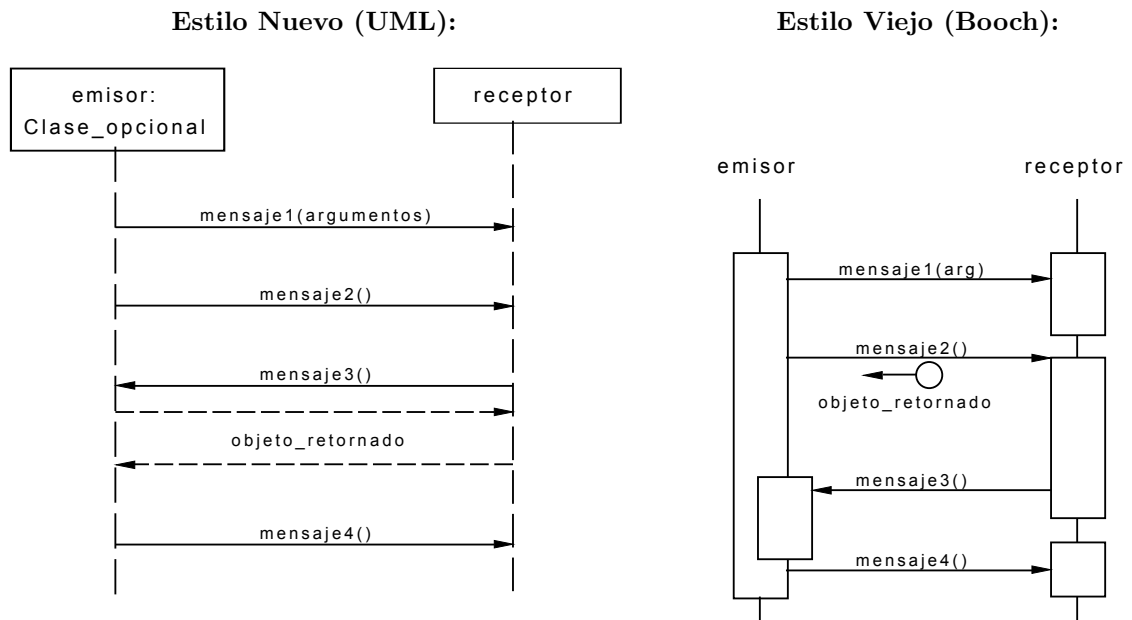 Estilo Nuevo (UML):
emisor:
Clase_opcional
receptor
mensaje1(argumentos)
mensaje2()
mensaje3()
objeto_retornado
mensaje4()
Estilo Viejo (Booch):
emisor
receptor
mensaje1(arg)
mensaje2()
objeto_retornado
mensaje3()
mensaje4()